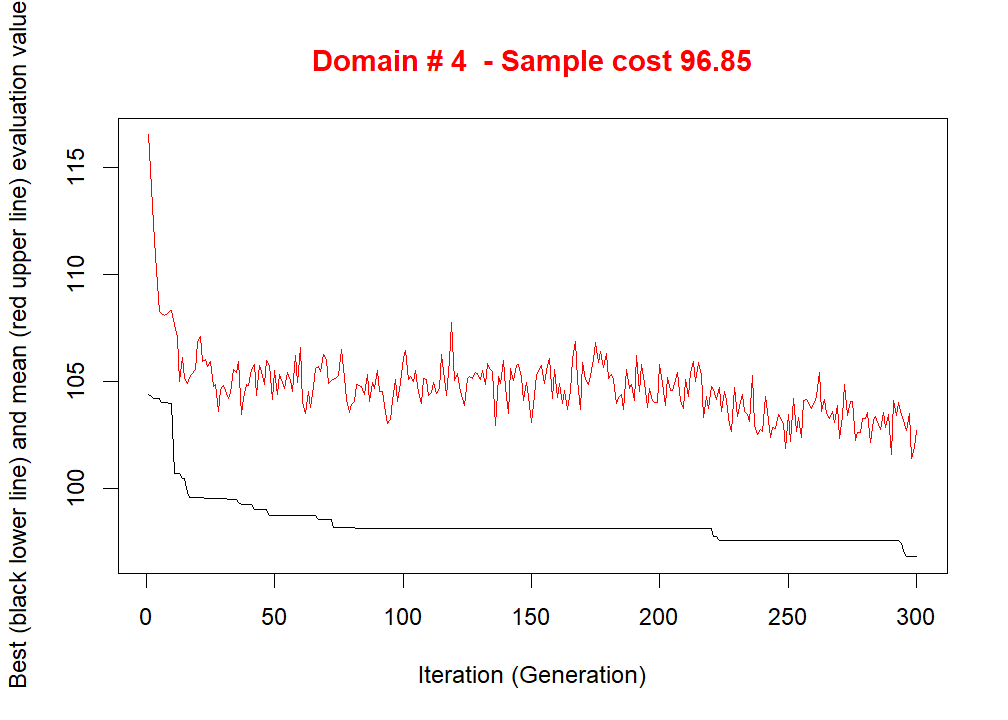 Domain # 4  - Sample cost 96.85
Best (black lower line) and mean (red upper line) evaluation value
115
110
105
100
0 50 100 150 200 250 300
Iteration (Generation)